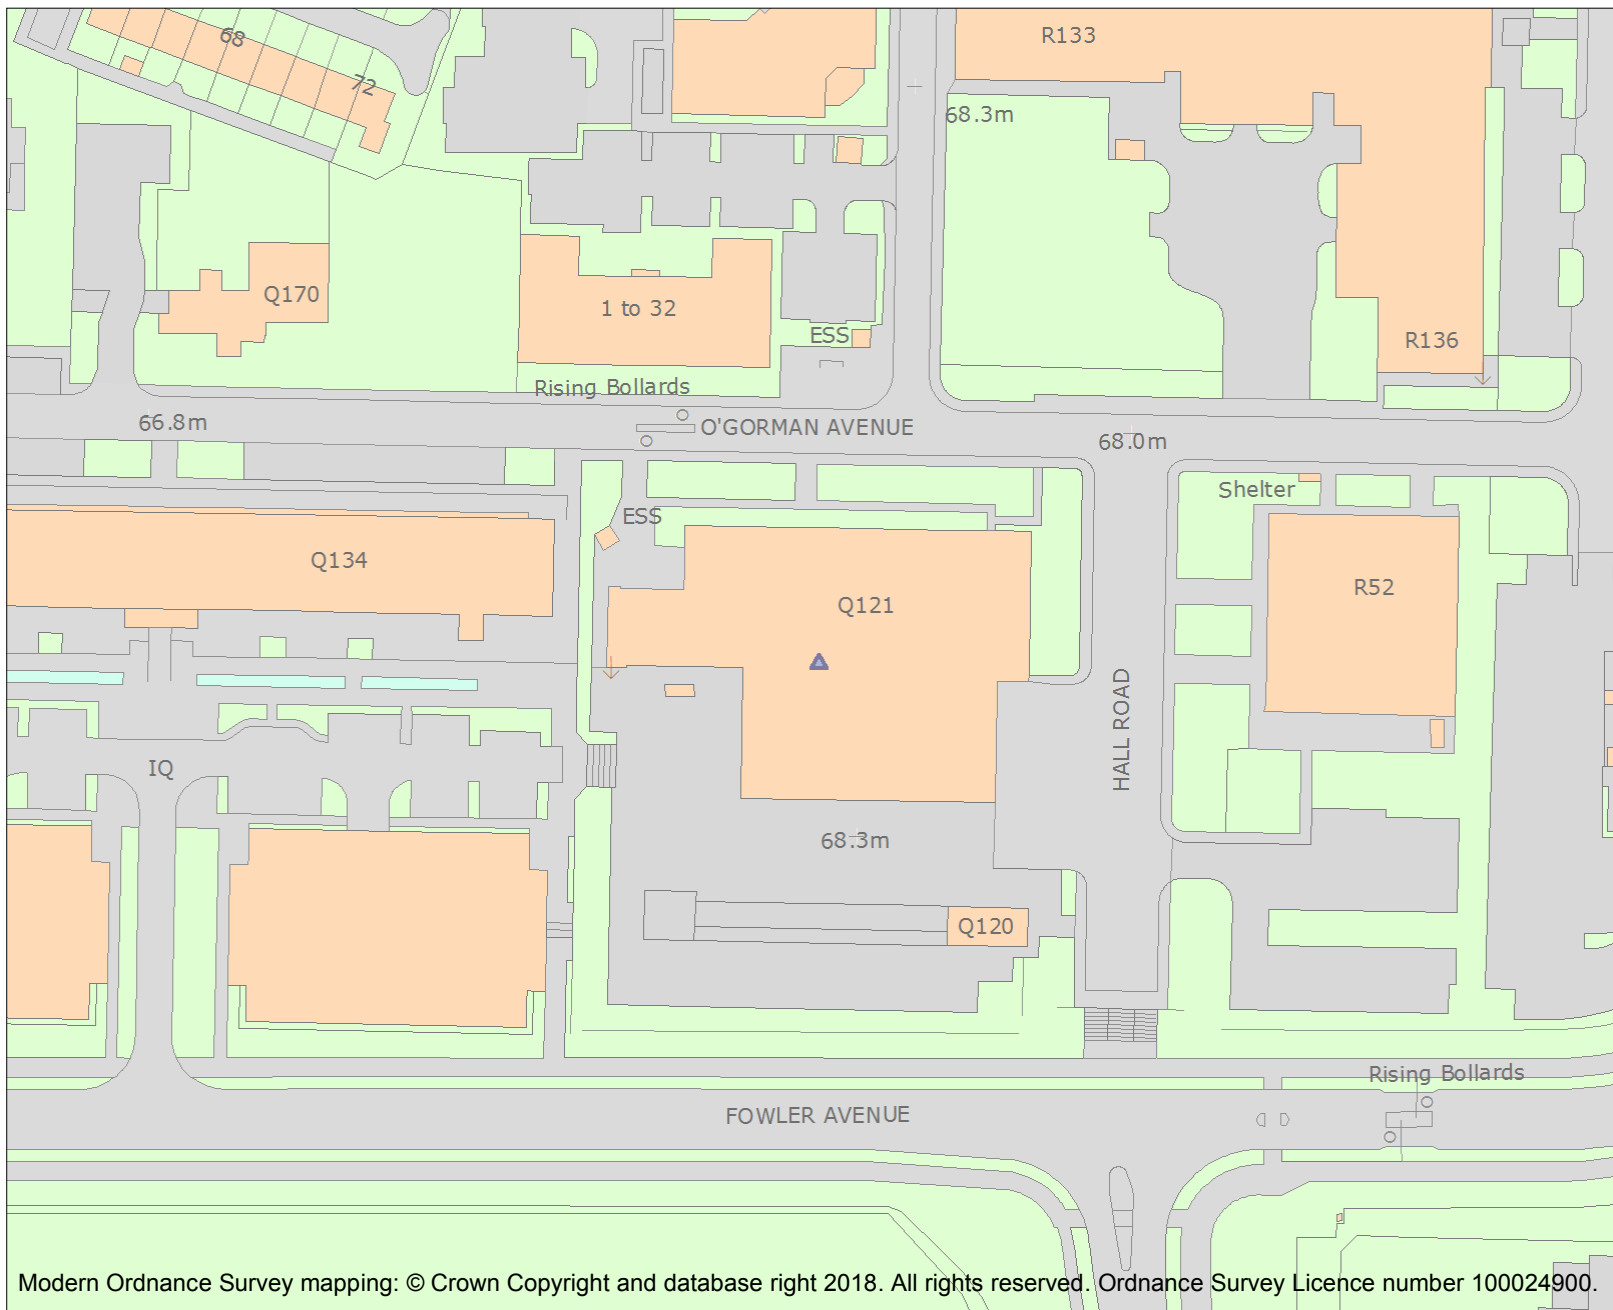 68
R133
72
68.3m
Q170
1 to 32
ESS
R136
Rising Bollards
66.8m
O'GORMAN AVENUE
68.0m
Shelter
ESS
Q134
R52
Q121
HALL ROAD
IQ
68.3m
Q120
Rising Bollards
FOWLER AVENUE
Modern Ordnance Survey mapping: © Crown Copyright and database right 2018. All rights reserved. Ordnance Survey Licence number 100024900.